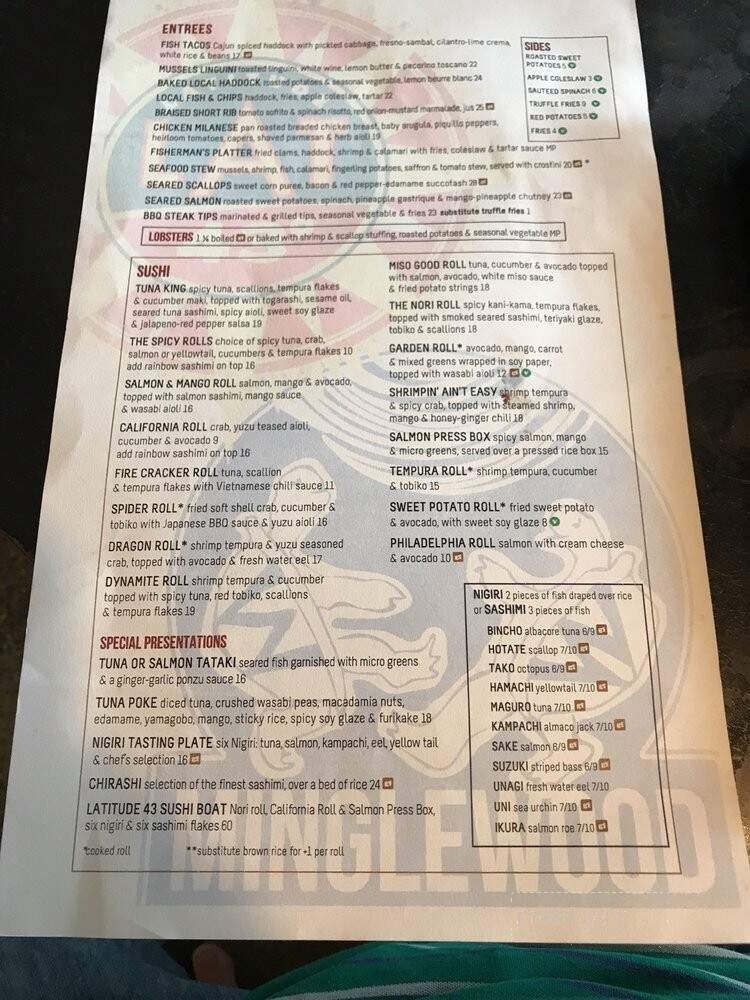 ENTREES
FISH TACOS Cajun spiced haddock with pickled cabbage, fresno-sambal, cilantro-lime crema,
white rice & beans 17 GF
MUSSELS LINGUINI toasted linguini, white wine, lemon butter & pecorino toscano 22
BAKED LOCAL HADDOCK roasted potatoes & seasonal vegetable, lemon beurre blanc 24
LOCAL FISH & CHIPS haddock, fries, apple coleslaw, tartar 22
BRAISED SHORT RIB tomato sofrito & spinach risotto, red onion-mustard marmalade, jus 25 GF
CHICKEN MILANESE pan roasted breaded chicken breast, baby arugula, piquillo peppers,
heirloom tomatoes, capers, shaved parmesan & herb aioli 19
FISHERMAN'S PLATTER fried clams, haddock, shrimp & calamari with fries, coleslaw & tartar sauce MP
SEAFOOD STEW mussels, shrimp, fish, calamari, fingerling potatoes, saffron & tomato stew, served with crostini 20 GF *
SEARED SCALLOPS sweet corn puree, bacon & red pepper-edamame succotash 28 GF
SEARED SALMON roasted sweet potatoes, spinach, pineapple gastrique & mango-pineapple chutney 23 GF
BBQ STEAK TIPS marinated & grilled tips, seasonal vegetable & fries 23 substitute truffle fries 1
LOBSTERS 1 ¼ boiled GF or baked with shrimp & scallop stuffing, roasted potatoes & seasonal vegetable MP
SIDES
ROASTED SWEET
POTATOES 5 V
APPLE COLESLAW 3 V
SAUTEED SPINACH 6 V
TRUFFLE FRIES 9 V
RED POTATOES 5 V
FRIES 4 V
SUSHI
TUNA KING spicy tuna, scallions, tempura flakes
& cucumber maki, topped with togarashi, sesame oil,
seared tuna sashimi, spicy aioli, sweet soy glaze
& jalapeno-red pepper salsa 19
THE SPICY ROLLS choice of spicy tuna, crab,
salmon or yellowtail, cucumbers & tempura flakes 10
add rainbow sashimi on top 16
SALMON & MANGO ROLL salmon, mango & avocado,
topped with salmon sashimi, mango sauce
& wasabi aioli 16
CALIFORNIA ROLL crab, yuzu teased aioli,
cucumber & avocado 9
add rainbow sashimi on top 16
FIRE CRACKER ROLL tuna, scallion
& tempura flakes with Vietnamese chili sauce 11
SPIDER ROLL* fried soft shell crab, cucumber &
tobiko with Japanese BBQ sauce & yuzu aioli 16
DRAGON ROLL* shrimp tempura & yuzu seasoned
crab, topped with avocado & fresh water eel 17
DYNAMITE ROLL shrimp tempura & cucumber
topped with spicy tuna, red tobiko, scallions
& tempura flakes 19
MISO GOOD ROLL tuna, cucumber & avocado topped
with salmon, avocado, white miso sauce
& fried potato strings 18
THE NORI ROLL spicy kani-kama, tempura flakes,
topped with smoked seared sashimi, teriyaki glaze,
tobiko & scallions 18
GARDEN ROLL* avocado, mango, carrot
& mixed greens wrapped in soy paper,
topped with wasabi aioli 12 GF V
SHRIMPIN' AIN'T EASY shrimp tempura
& spicy crab, topped with steamed shrimp,
mango & honey-ginger chili 18
SALMON PRESS BOX spicy salmon, mango
& micro greens, served over a pressed rice box 15
TEMPURA ROLL* shrimp tempura, cucumber
& tobiko 15
SWEET POTATO ROLL* fried sweet potato
& avocado, with sweet soy glaze 8 V
PHILADELPHIA ROLL salmon with cream cheese
& avocado 10 GF
SPECIAL PRESENTATIONS
TUNA OR SALMON TATAKI seared fish garnished with micro greens
& a ginger-garlic ponzu sauce 16
TUNA POKE diced tuna, crushed wasabi peas, macadamia nuts,
edamame, yamagobo, mango, sticky rice, spicy soy glaze & furikake 18
NIGIRI TASTING PLATE six Nigiri: tuna, salmon, kampachi, eel, yellow tail
& chef's selection 16 GF
CHIRASHI selection of the finest sashimi, over a bed of rice 24 GF
LATITUDE 43 SUSHI BOAT Nori roll, California Roll & Salmon Press Box,
six nigiri & six sashimi flakes 60
*cooked roll **substitute brown rice for +1 per roll
NIGIRI 2 pieces of fish draped over rice
or SASHIMI 3 pieces of fish
BINCHO albacore tuna 6/9 GF
HOTATE scallop 7/10 GF
TAKO octopus 6/9 GF
HAMACHI yellowtail 7/10 GF
MAGURO tuna 7/10 GF
KAMPACHI almaco jack 7/10 GF
SAKE salmon 6/9 GF
SUZUKI striped bass 6/9 GF
UNAGI fresh water eel 7/10
UNI sea urchin 7/10 GF
IKURA salmon roe 7/10 GF
MINGLEWOOD